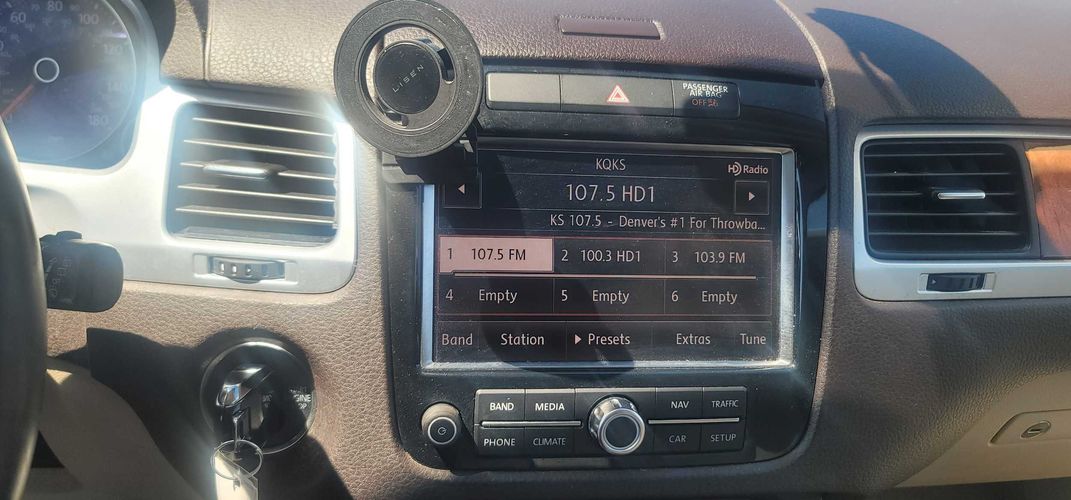 60 80
100
120
140
180
LISEN
PASSENGER
AIR BAG
OFF
KQKS
HD Radio
107.5 HD1
KS 107.5 - Denver's #1 For Throwba...
1 107.5 FM 2 100.3 HD1 3 103.9 FM
4 Empty 5 Empty 6 Empty
Band Station Presets Extras Tune
BAND MEDIA NAV TRAFFIC
PHONE CLIMATE CAR SETUP